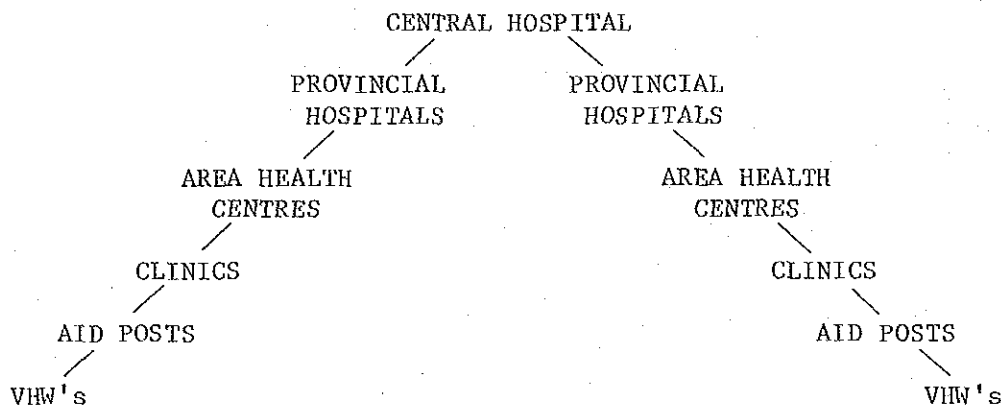 CENTRAL HOSPITAL
PROVINCIAL HOSPITALS
PROVINCIAL HOSPITALS
AREA HEALTH CENTRES
AREA HEALTH CENTRES
CLINICS
CLINICS
AID POSTS
AID POSTS
VHW's
VHW's